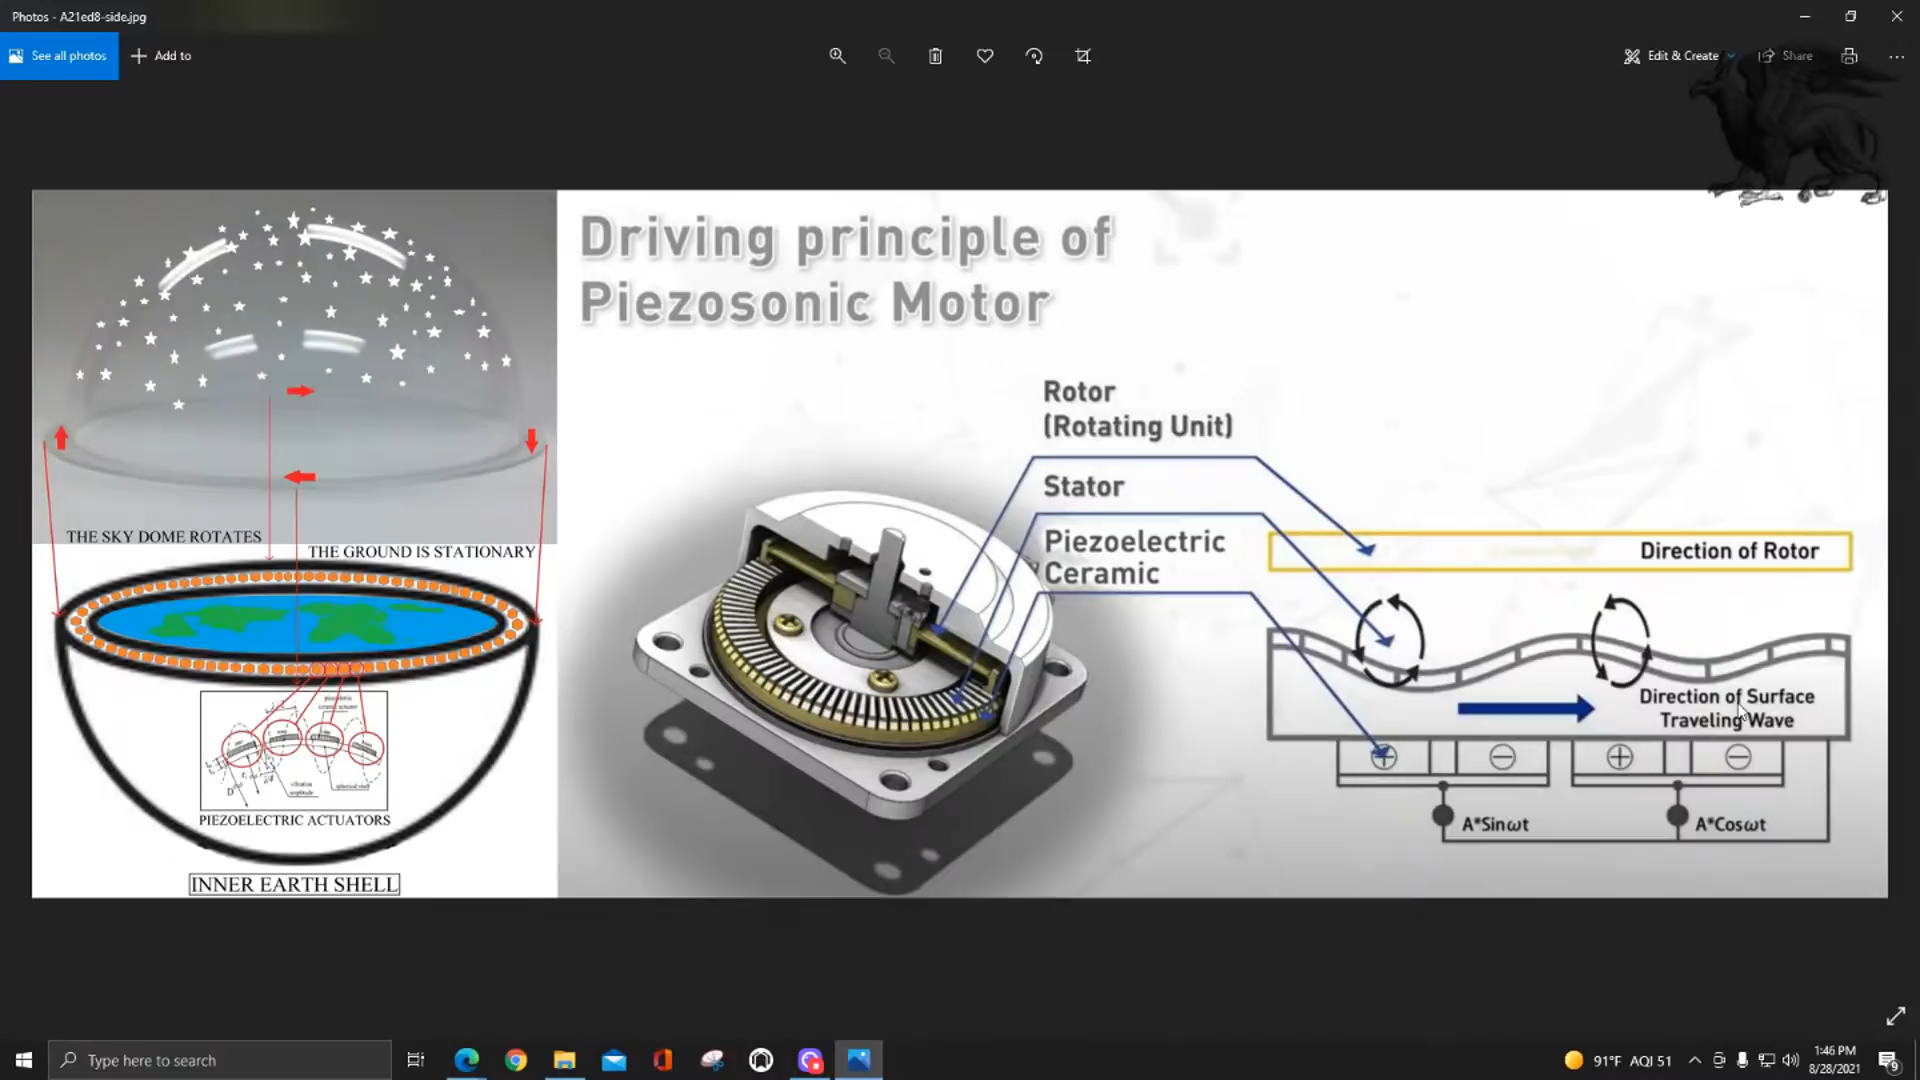 Photos - A21ed8-side.jpg
See all photos
Add to
Edit & Create
Share
THE SKY DOME ROTATES
THE GROUND IS STATIONARY
PIEZOELECTRIC ACTUATORS
INNER EARTH SHELL
Driving principle of
Piezosonic Motor
Rotor
(Rotating Unit)
Stator
Piezoelectric
Ceramic
Direction of Rotor
Direction of Surface
Traveling Wave
A*Sinωt
A*Cosωt
Type here to search
91°F AQI 51
1:46 PM
8/28/2021
9